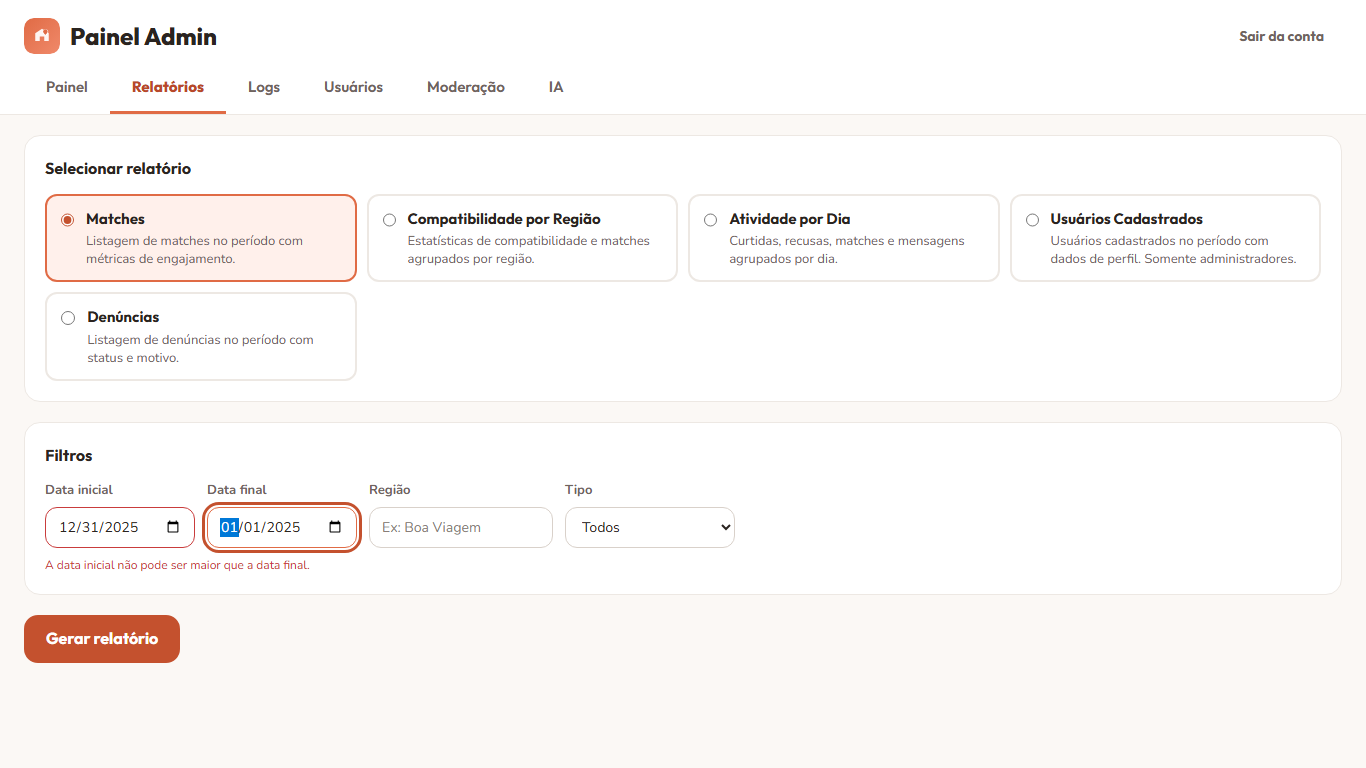 Painel Admin
Sair da conta
Painel
Relatórios
Logs
Usuários
Moderação
IA
Selecionar relatório
Matches
Listagem de matches no período com
métricas de engajamento.
Compatibilidade por Região
Estatísticas de compatibilidade e matches
agrupados por região.
Atividade por Dia
Curtidas, recusas, matches e mensagens
agrupados por dia.
Usuários Cadastrados
Usuários cadastrados no período com
dados de perfil. Somente administradores.
Denúncias
Listagem de denúncias no período com
status e motivo.
Filtros
Data inicial
Data final
Região
Tipo
12/31/2025
01/01/2025
Ex: Boa Viagem
Todos
A data inicial não pode ser maior que a data final.
Gerar relatório